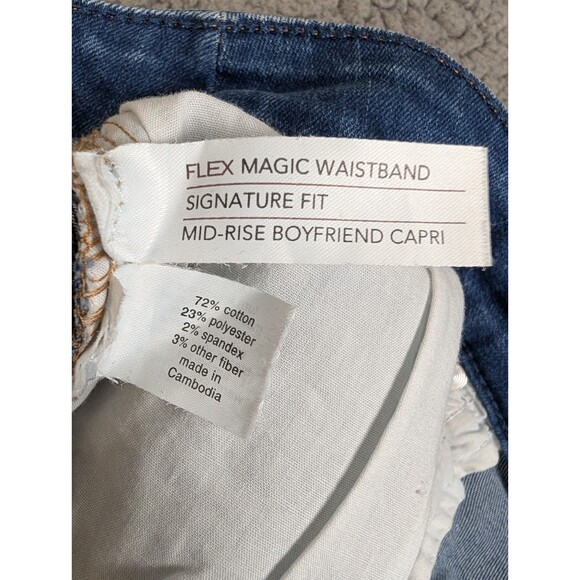 FLEX MAGIC WAISTBAND
SIGNATURE FIT
MID-RISE BOYFRIEND CAPRI
72% cotton
23% polyester
2% spandex
3% other fiber
made in
Cambodia